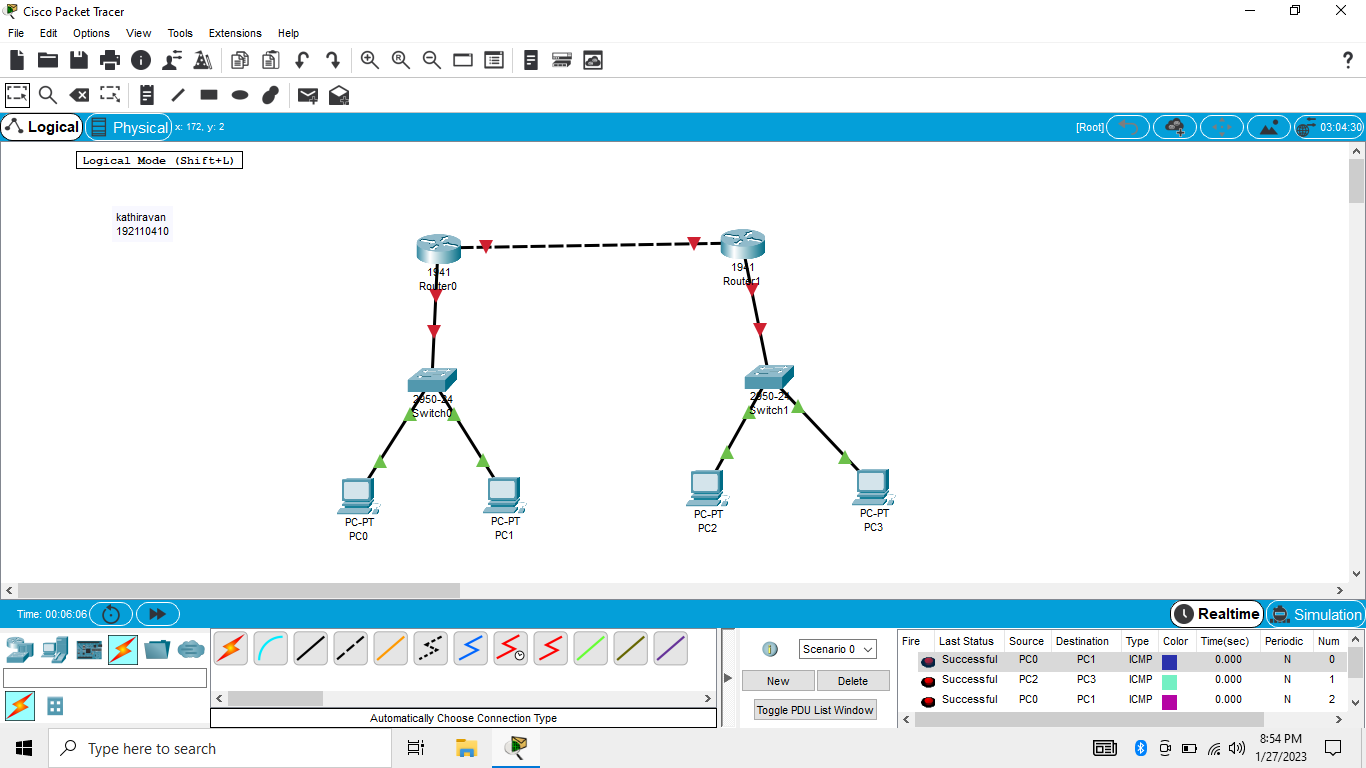 Cisco Packet Tracer
File Edit Options View Tools Extensions Help
?
Logical Physical x: 172, y: 2 [Root] 03:04:30
Logical Mode (Shift+L)
kathiravan
192110410
1941
Router0
1941
Router1
2950-24
Switch0
2950-24
Switch1
PC-PT
PC0
PC-PT
PC1
PC-PT
PC2
PC-PT
PC3
Time: 00:06:06 Realtime Simulation
Scenario 0
New Delete
Toggle PDU List Window
Fire Last Status Source Destination Type Color Time(sec) Periodic Num
Successful PC0 PC1 ICMP 0.000 N 0
Successful PC2 PC3 ICMP 0.000 N 1
Successful PC0 PC1 ICMP 0.000 N 2
Automatically Choose Connection Type
Type here to search
8:54 PM
1/27/2023